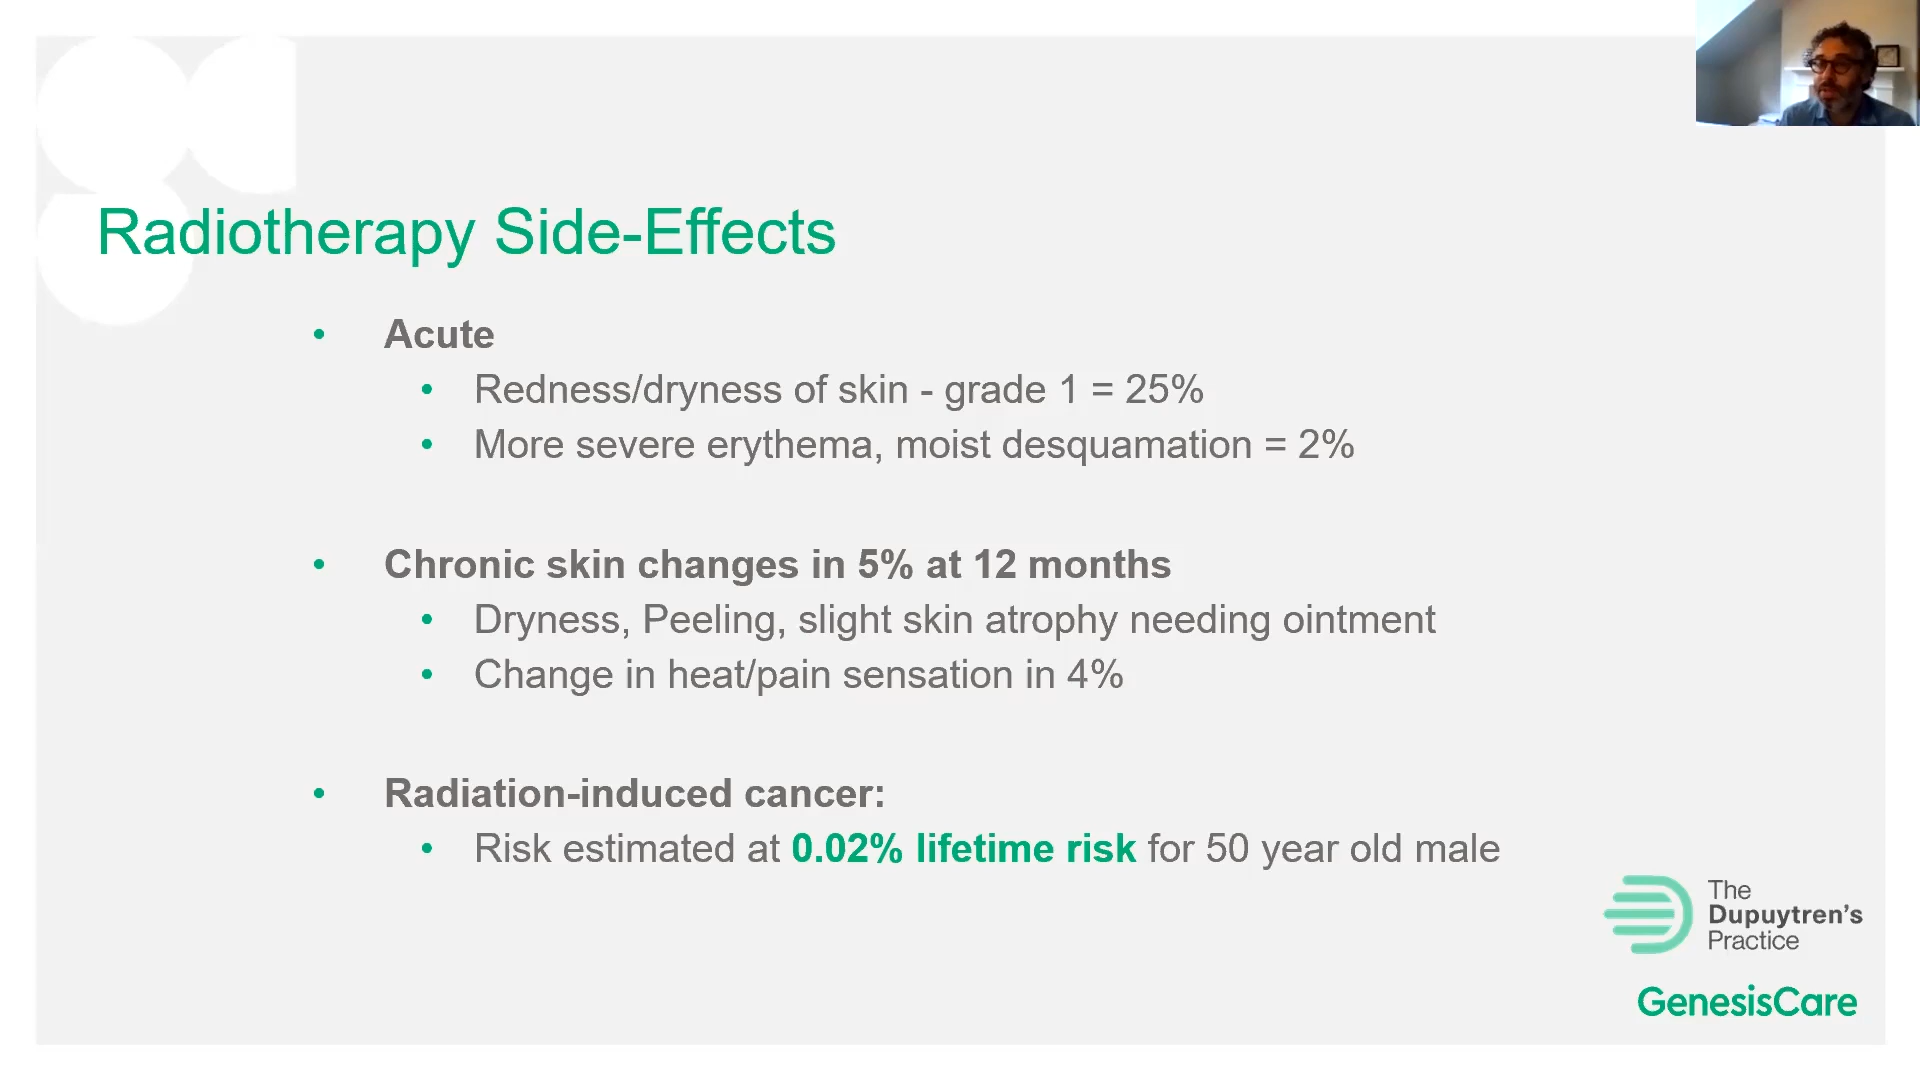 Radiotherapy Side-Effects
• Acute
• Redness/dryness of skin - grade 1 = 25%
• More severe erythema, moist desquamation = 2%
• Chronic skin changes in 5% at 12 months
• Dryness, Peeling, slight skin atrophy needing ointment
• Change in heat/pain sensation in 4%
• Radiation-induced cancer:
• Risk estimated at 0.02% lifetime risk for 50 year old male
The
Dupuytren's
Practice
GenesisCare